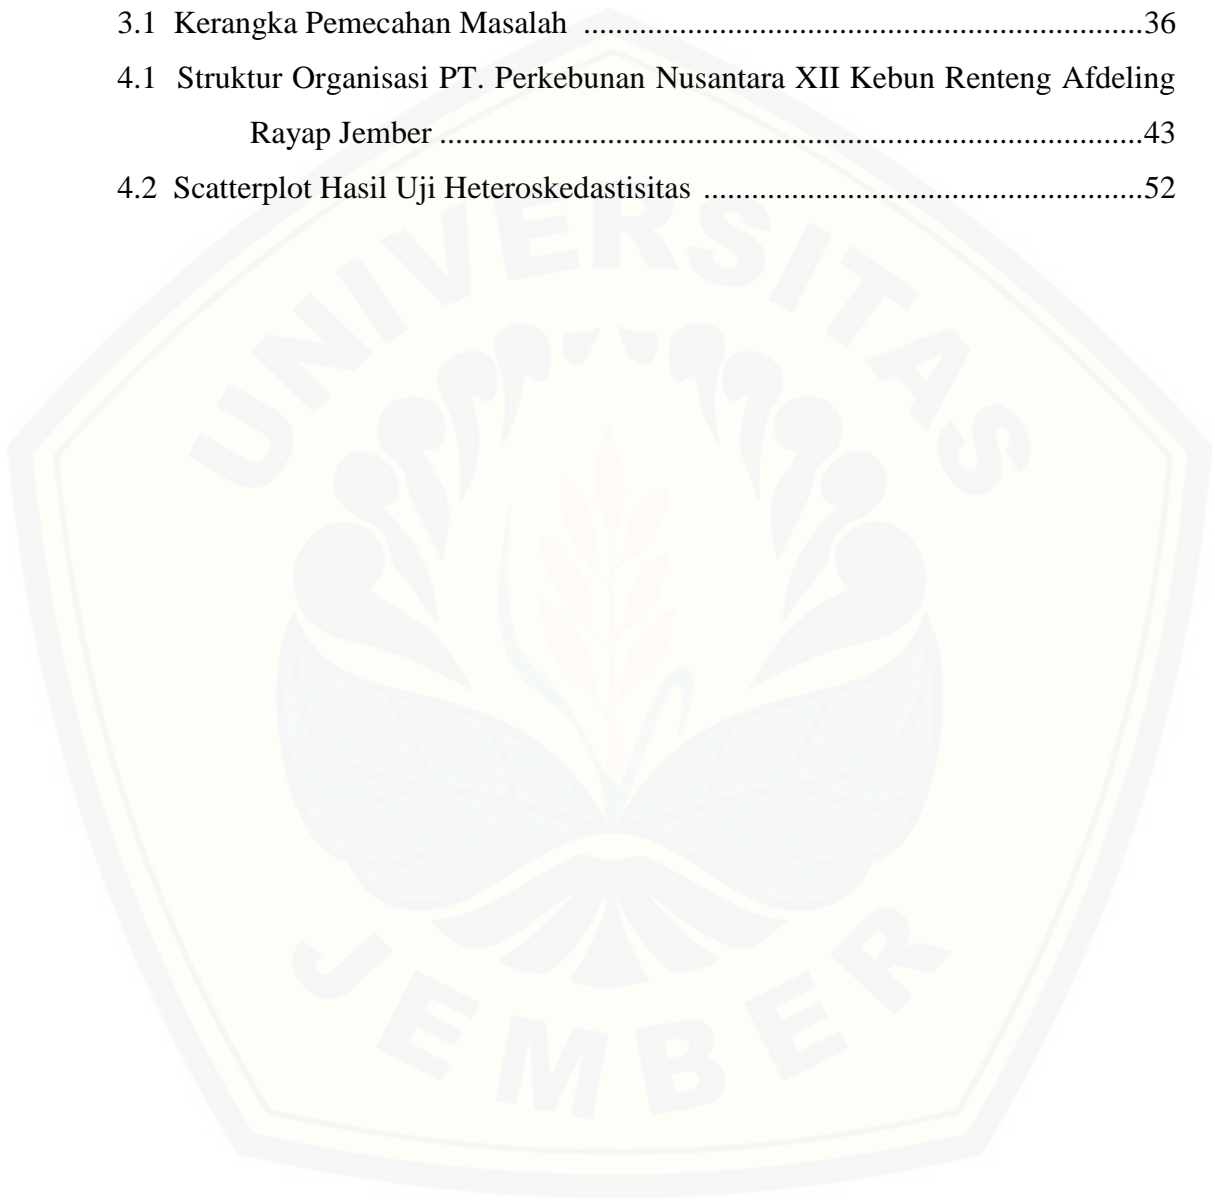 3.1 Kerangka Pemecahan Masalah ......................................................................36
4.1 Struktur Organisasi PT. Perkebunan Nusantara XII Kebun Renteng Afdeling
Rayap Jember ........................................................................................43
4.2 Scatterplot Hasil Uji Heteroskedastisitas .......................................................52
UNIVERSITAS
JEMBER